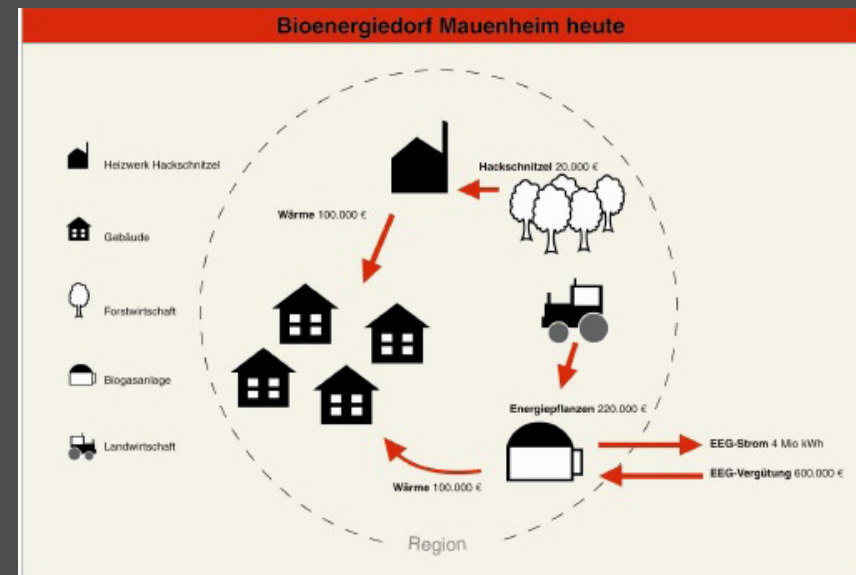 Bioenergiedorf Mauenheim heute
Heizwerk Hackschnitzel
Gebäude
Forstwirtschaft
Biogasanlage
Landwirtschaft
Hackschnitzel 20.000 €
Wärme 100.000 €
Energiepflanzen 220.000 €
EEG-Strom 4 Mio kWh
EEG-Vergütung 600.000 €
Wärme 100.000 €
Region